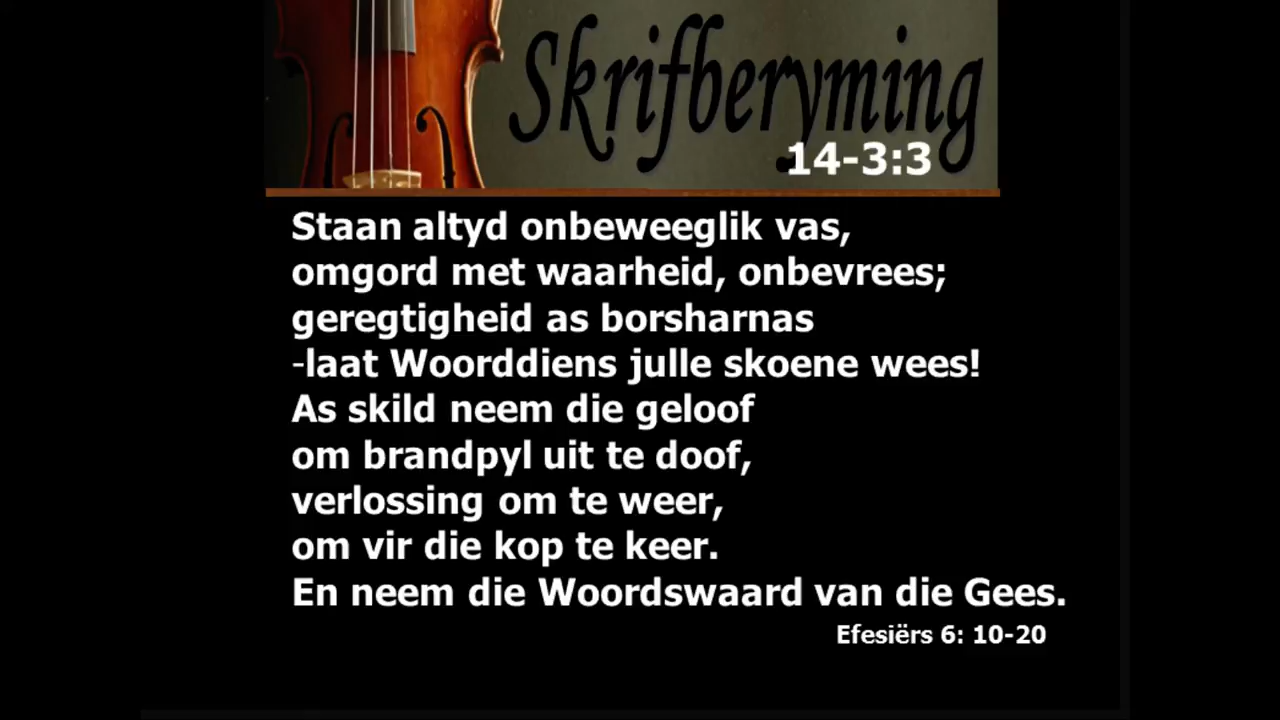 Skrifberyming
14-3:3
Staan altyd onbeweeglik vas,
omgord met waarheid, onbevrees;
geregtigheid as borsharnas
-laat Woorddiens julle skoene wees!
As skild neem die geloof
om brandpyl uit te doof,
verlossing om te weer,
om vir die kop te keer.
En neem die Woordswaard van die Gees.
Efesiërs 6: 10-20